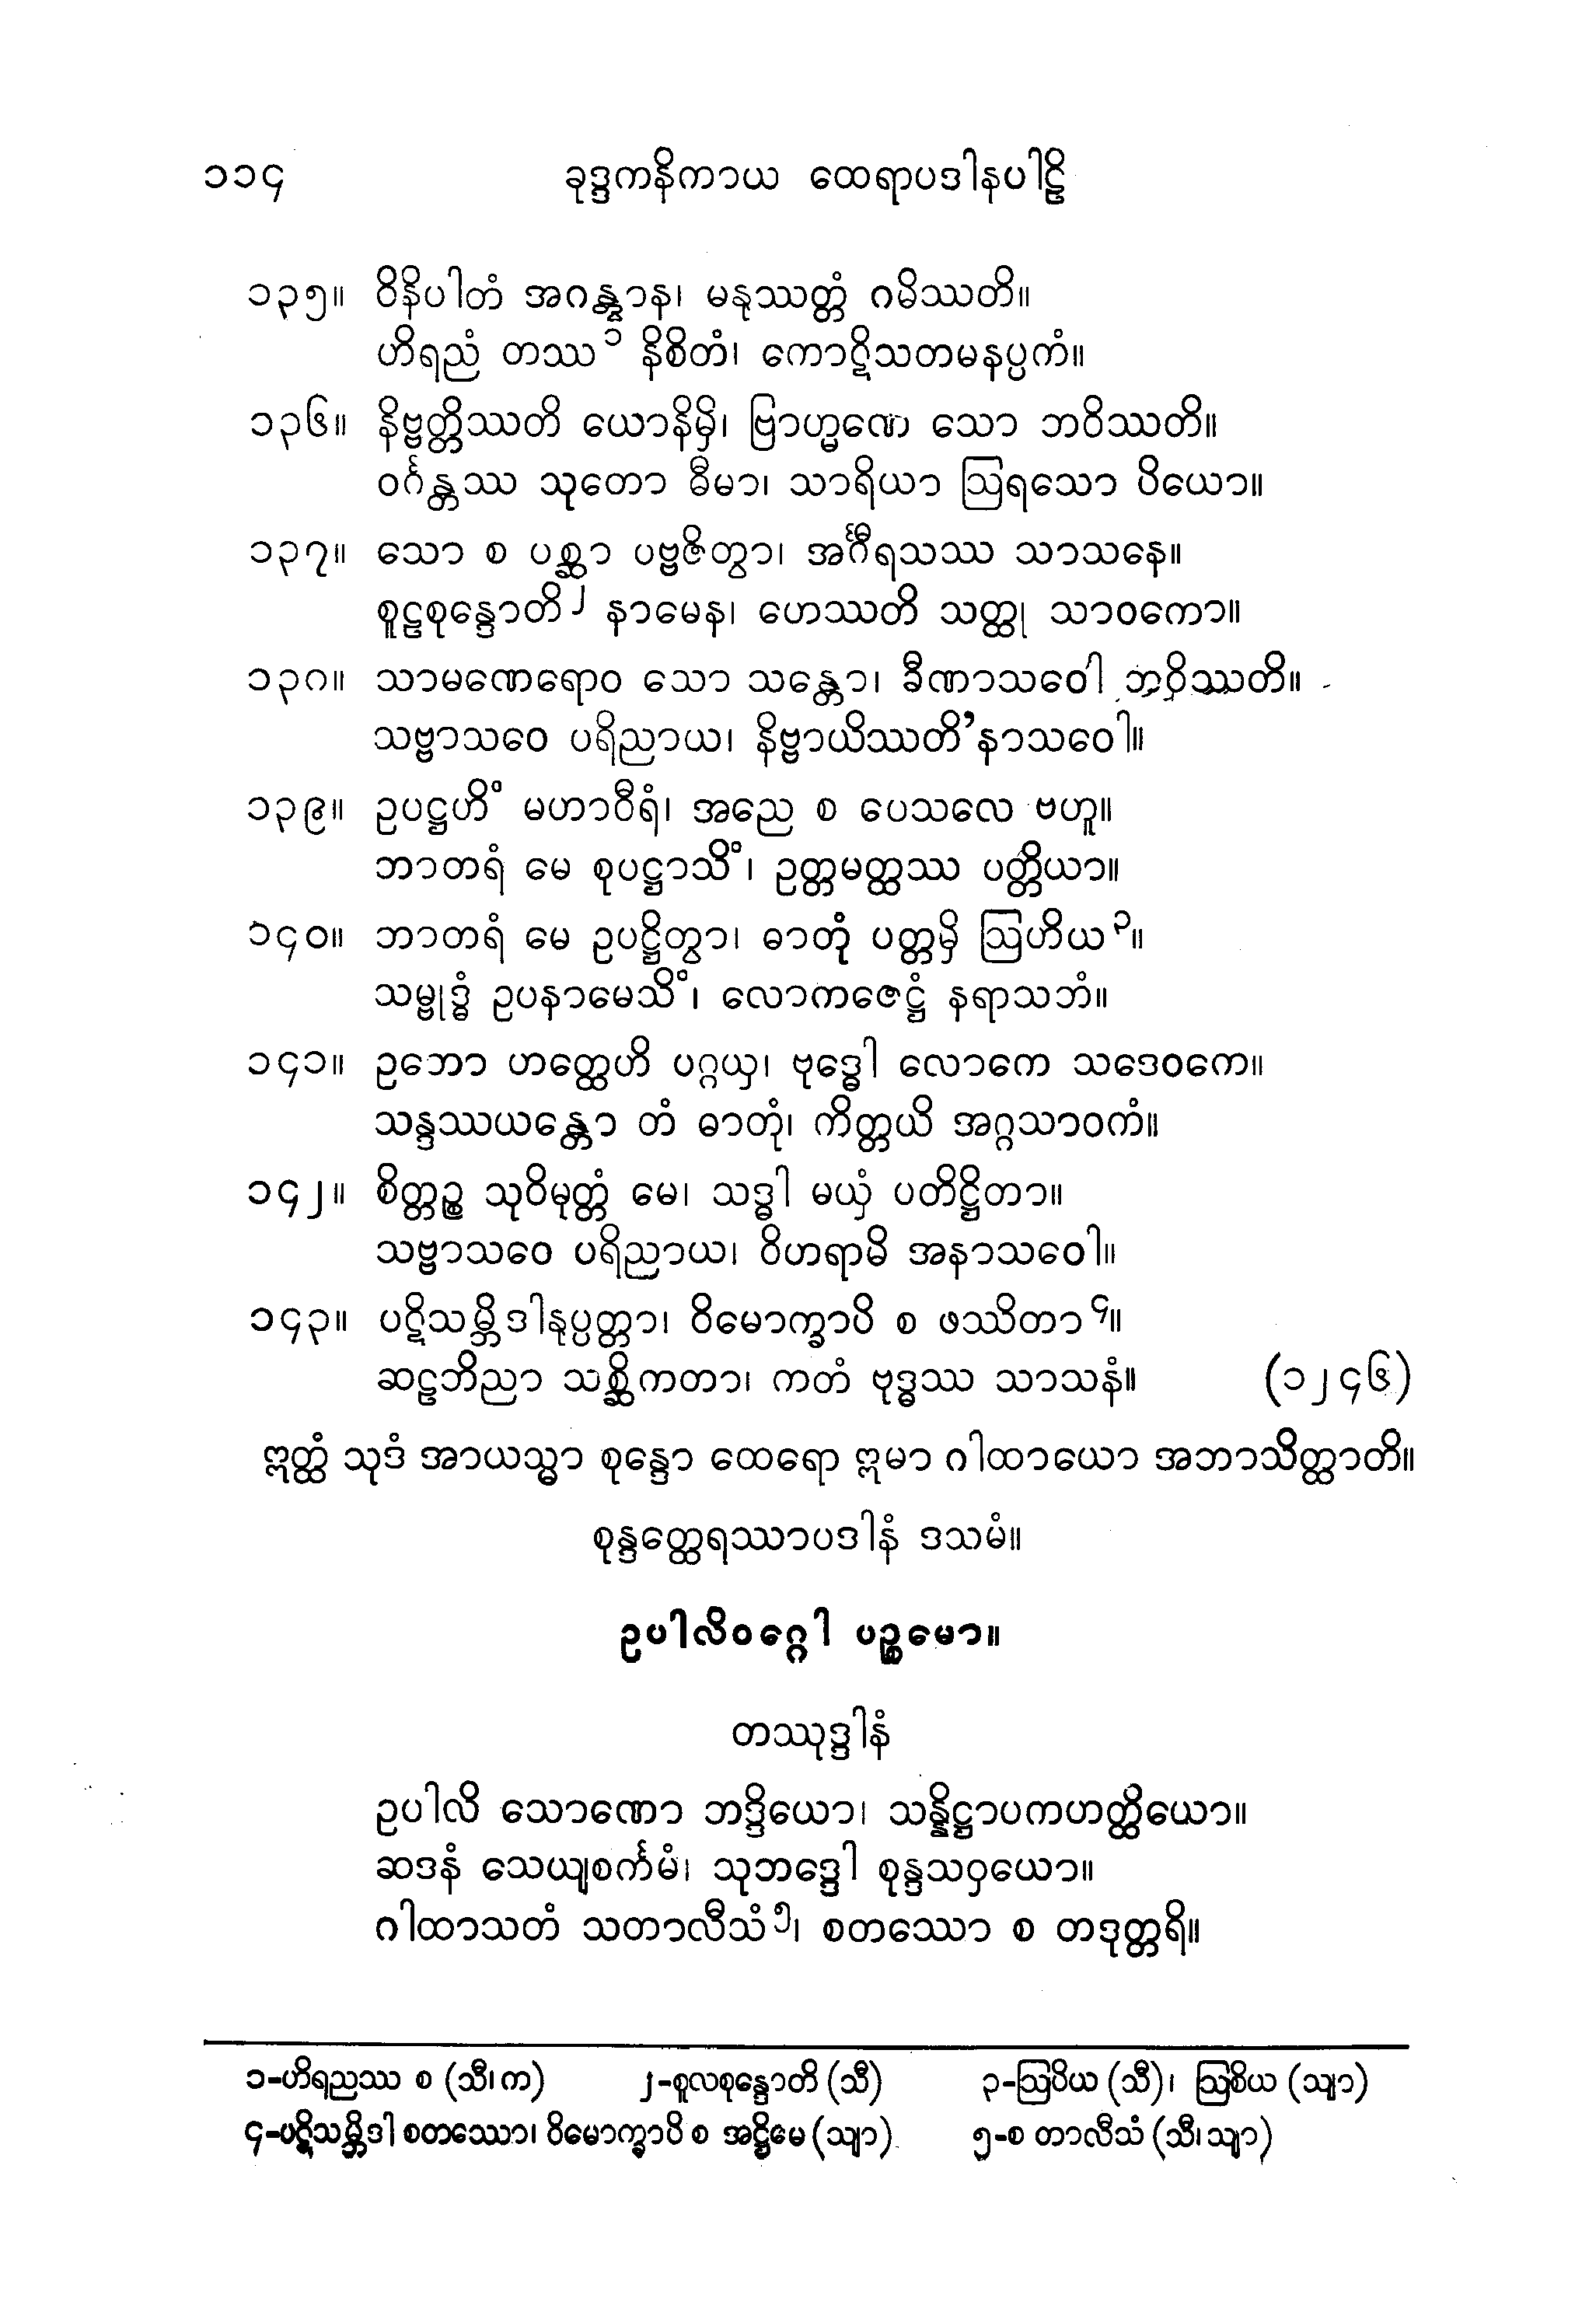 ၁၁၄ ခုဒ္ဒကနိကာယ ထေရာပဒါနပါဠိ
၁၃၅။ ဝိနိပါတံ အဂန္တွာန၊ မနုဿတ္တံ ဂမိဿတိ။
ဟိရညံ တဿ ၁ နိစိတံ၊ ကောဋိသတမနပ္ပကံ။
၁၃၆။ နိဗ္ဗတ္တိဿတိ ယောနိမှိ၊ ဗြာဟ္မဏေ သော ဘဝိဿတိ။
ဝင်္ဂန္တဿ သုတော ဓီမာ၊ သာရိယာ ဩရသော ပိယော။
၁၃၇။ သော စ ပစ္ဆာ ပဗ္ဗဇိတွာ၊ အင်္ဂီရသဿ သာသနေ။
စူဠစုန္ဒောတိ ၂ နာမေန၊ ဟေဿတိ သတ္ထု သာဝကော။
၁၃၈။ သာမဏေရောဝ သော သန္တော၊ ခီဏာသဝေါ ဘဝိဿတိ။
သဗ္ဗာသဝေ ပရိညာယ၊ နိဗ္ဗာယိဿတိ’နာသဝေါ။
၁၃၉။ ဥပဋ္ဌဟိံ မဟာဝီရံ၊ အညေ စ ပေသလေ ဗဟူ။
ဘာတရံ မေ စုပဋ္ဌာသိံ၊ ဥတ္တမတ္ထဿ ပတ္တိယာ။
၁၄၀။ ဘာတရံ မေ ဥပဋ္ဌိတွာ၊ ဓာတုံ ပတ္တမှိ ဩဟိယ ၃။
သမ္ဗုဒ္ဓံ ဥပနာမေသိံ၊ လောကဇေဋ္ဌံ နရာသဘံ။
၁၄၁။ ဥဘော ဟတ္ထေဟိ ပဂ္ဂယှ၊ ဗုဒ္ဓေါ လောကေ သဒေဝကေ။
သန္ဒဿယန္တော တံ ဓာတုံ၊ ကိတ္တယိ အဂ္ဂသာဝကံ။
၁၄၂။ စိတ္တဉ္စ သုဝိမုတ္တံ မေ၊ သဒ္ဓါ မယှံ ပတိဋ္ဌိတာ။
သဗ္ဗာသဝေ ပရိညာယ၊ ဝိဟရာမိ အနာသဝေါ။
၁၄၃။ ပဋိသမ္ဘိဒါနုပ္ပတ္တာ၊ ဝိမောက္ခာပိ စ ဖဿိတာ ၄။
ဆဠဘိညာ သစ္ဆိကတာ၊ ကတံ ဗုဒ္ဓဿ သာသနံ။ (၁၂၄၆)
ဣတ္ထံ သုဒံ အာယသ္မာ စုန္ဒော ထေရော ဣမာ ဂါထာယော အဘာသိတ္ထာတိ။
စုန္ဒတ္ထေရဿာပဒါနံ ဒသမံ။
ဥပါလိဝဂ္ဂေါ ပဉ္စမော။
တဿုဒ္ဒါနံ
ဥပါလိ သောဏော ဘဒ္ဒိယော၊ သန္နိဋ္ဌာပကဟတ္ထိယော။
ဆဒနံ သေယျစင်္ကမံ၊ သုဘဒ္ဒေါ စုန္ဒသဝှယော။
ဂါထာသတံ သတာလီသံ ၅၊ စတဿော စ တဒုတ္တရိ။
၁-ဟိရညဿ စ (သီ၊က) ၂-စူလစုန္ဒောတိ (သီ) ၃-ဩပိယ (သီ)၊ ဩစိယ (သျာ)
၄-ပဋိသမ္ဘိဒါ စတဿော၊ ဝိမောက္ခာပိ စ အဋ္ဌိမေ (သျာ) ၅-စ တာလီသံ (သီ၊သျာ)